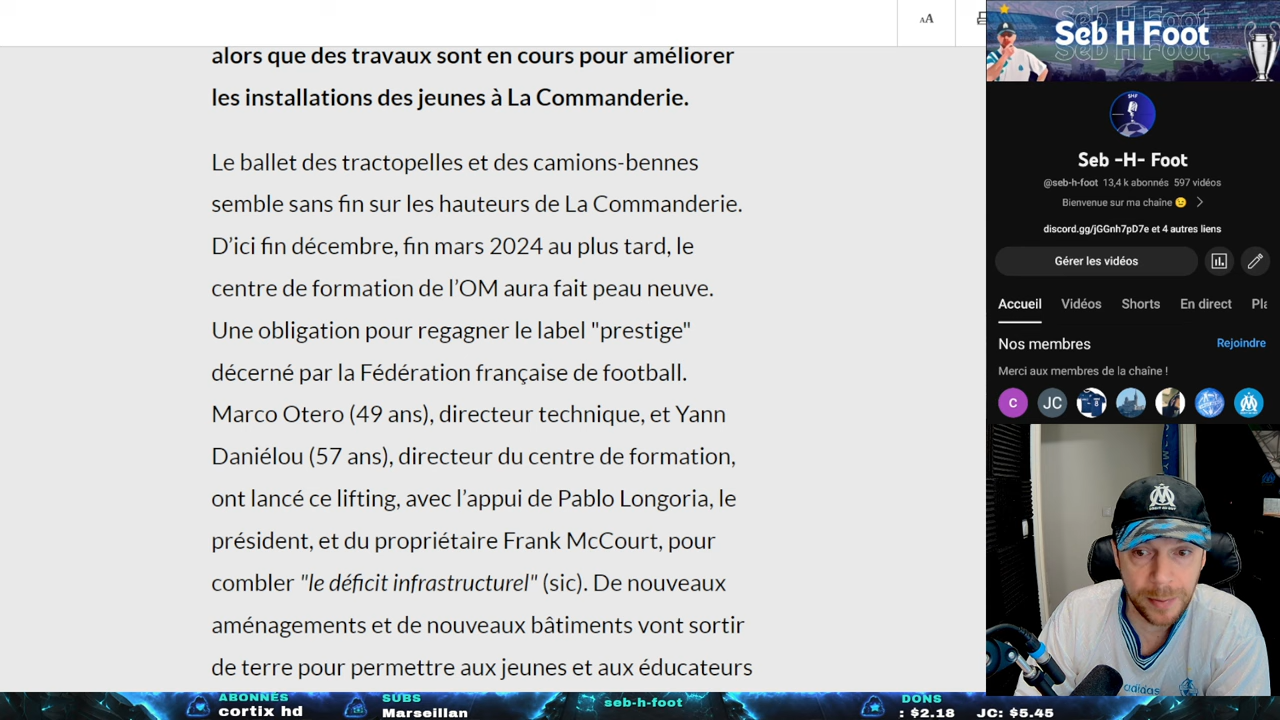 AA
alors que des travaux sont en cours pour améliorer
les installations des jeunes à La Commanderie.
Le ballet des tractopelles et des camions-bennes
semble sans fin sur les hauteurs de La Commanderie.
D'ici fin décembre, fin mars 2024 au plus tard, le
centre de formation de l'OM aura fait peau neuve.
Une obligation pour regagner le label "prestige"
décerné par la Fédération française de football.
Marco Otero (49 ans), directeur technique, et Yann
Daniélou (57 ans), directeur du centre de formation,
ont lancé ce lifting, avec l'appui de Pablo Longoria, le
président, et du propriétaire Frank McCourt, pour
combler "le déficit infrastructurel" (sic). De nouveaux
aménagements et de nouveaux bâtiments vont sortir
de terre pour permettre aux jeunes et aux éducateurs
Seb H Foot
Seb H Foot
Seb H Foot
SHF
Seb -H- Foot
@seb-h-foot 13,4 k abonnés 597 vidéos
Bienvenue sur ma chaîne 😉 >
discord.gg/jGGnh7pD7e et 4 autres liens
Gérer les vidéos
Accueil Vidéos Shorts En direct Pla
Nos membres Rejoindre
Merci aux membres de la chaîne !
C JC
adidas
ABONNÉS
cortix hd
SUBS
Marseillan
seb-h-foot
DONS
: $2.18 JC: $5.45